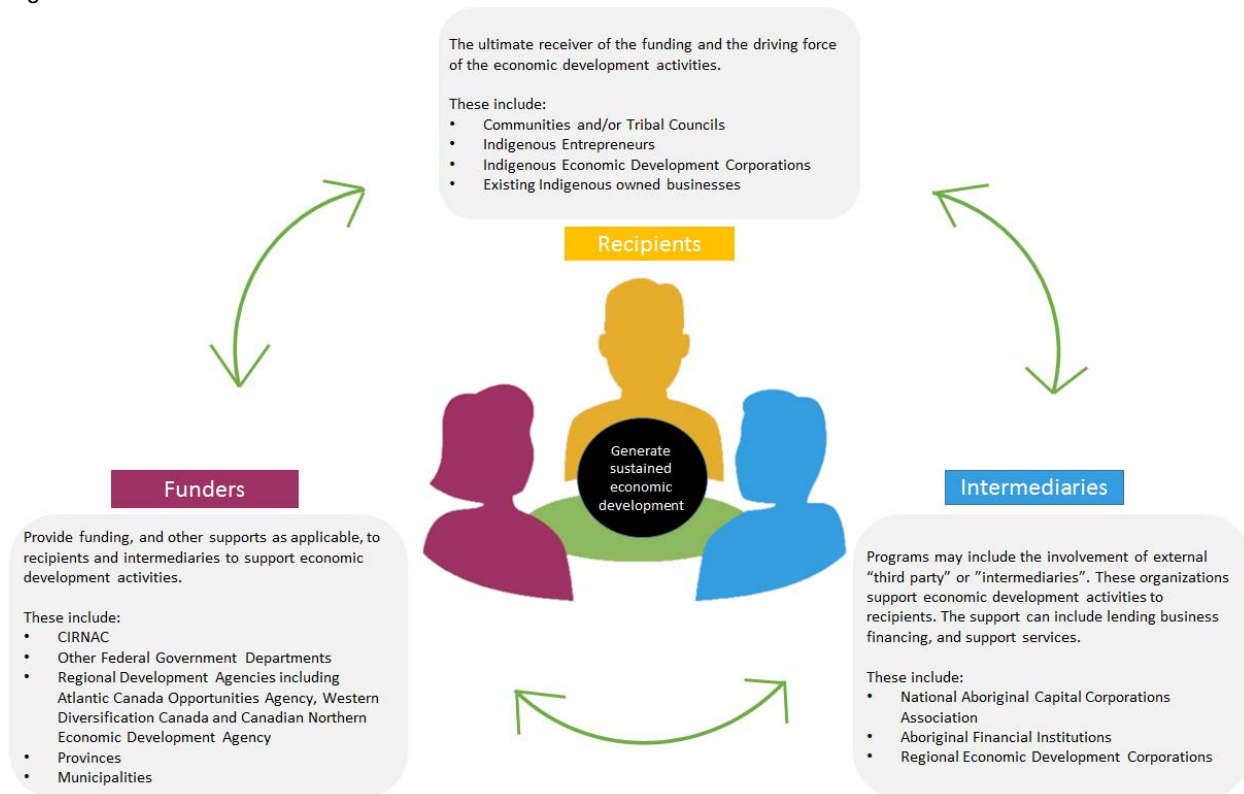 The ultimate receiver of the funding and the driving force
of the economic development activities.
These include:
• Communities and/or Tribal Councils
• Indigenous Entrepreneurs
• Indigenous Economic Development Corporations
• Existing Indigenous owned businesses
Recipients
Generate
sustained
economic
development
Funders
Provide funding, and other supports as applicable, to
recipients and intermediaries to support economic
development activities.
These include:
• CIRNAC
• Other Federal Government Departments
• Regional Development Agencies including
Atlantic Canada Opportunities Agency, Western
Diversification Canada and Canadian Northern
Economic Development Agency
• Provinces
• Municipalities
Intermediaries
Programs may include the involvement of external
“third party” or ”intermediaries”. These organizations
support economic development activities to
recipients. The support can include lending business
financing, and support services.
These include:
• National Aboriginal Capital Corporations
Association
• Aboriginal Financial Institutions
• Regional Economic Development Corporations